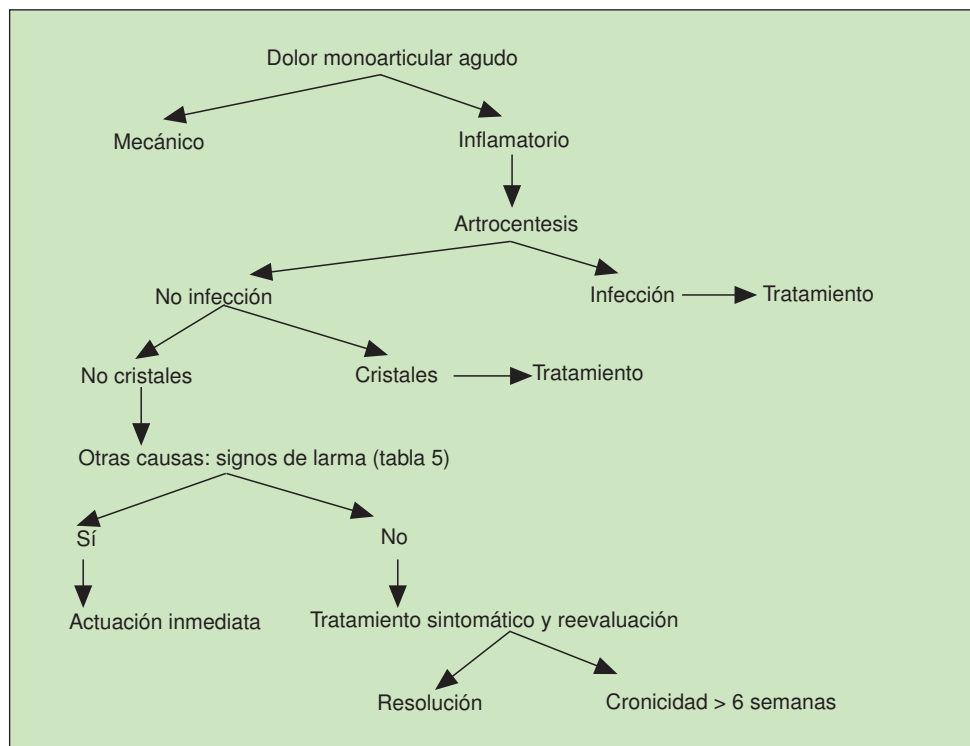 Dolor monoarticular agudo
Mecánico
Inflamatorio
Artrocentesis
No infección
Infección
Tratamiento
No cristales
Cristales
Tratamiento
Otras causas: signos de larma (tabla 5)
Sí
No
Actuación inmediata
Tratamiento sintomático y reevaluación
Resolución
Cronicidad > 6 semanas